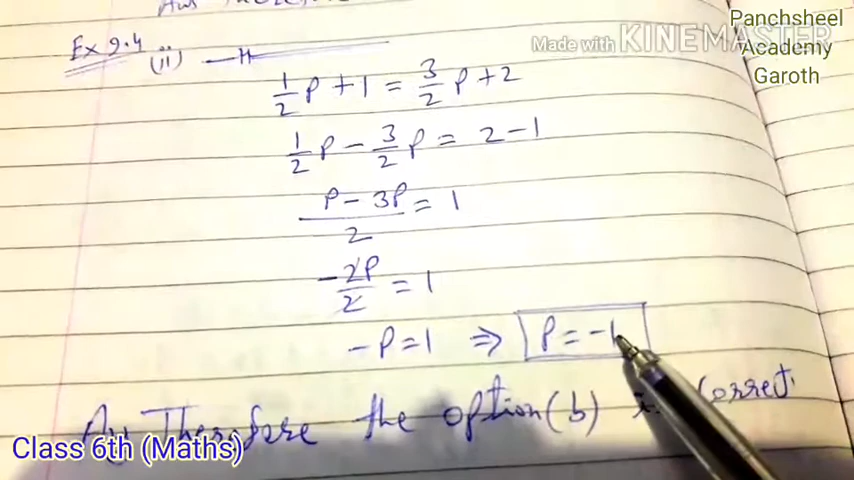 Panchsheel
Academy
Garoth
Made with KINEMASTER
Ex 9.4
(ii)
1/2 P + 1 = 3/2 P + 2
1/2 P - 3/2 P = 2 - 1
P - 3P / 2 = 1
-2P / 2 = 1
- P = 1 ⇒ P = -1
Therefore the option (b) correct.
Class 6th (Maths)